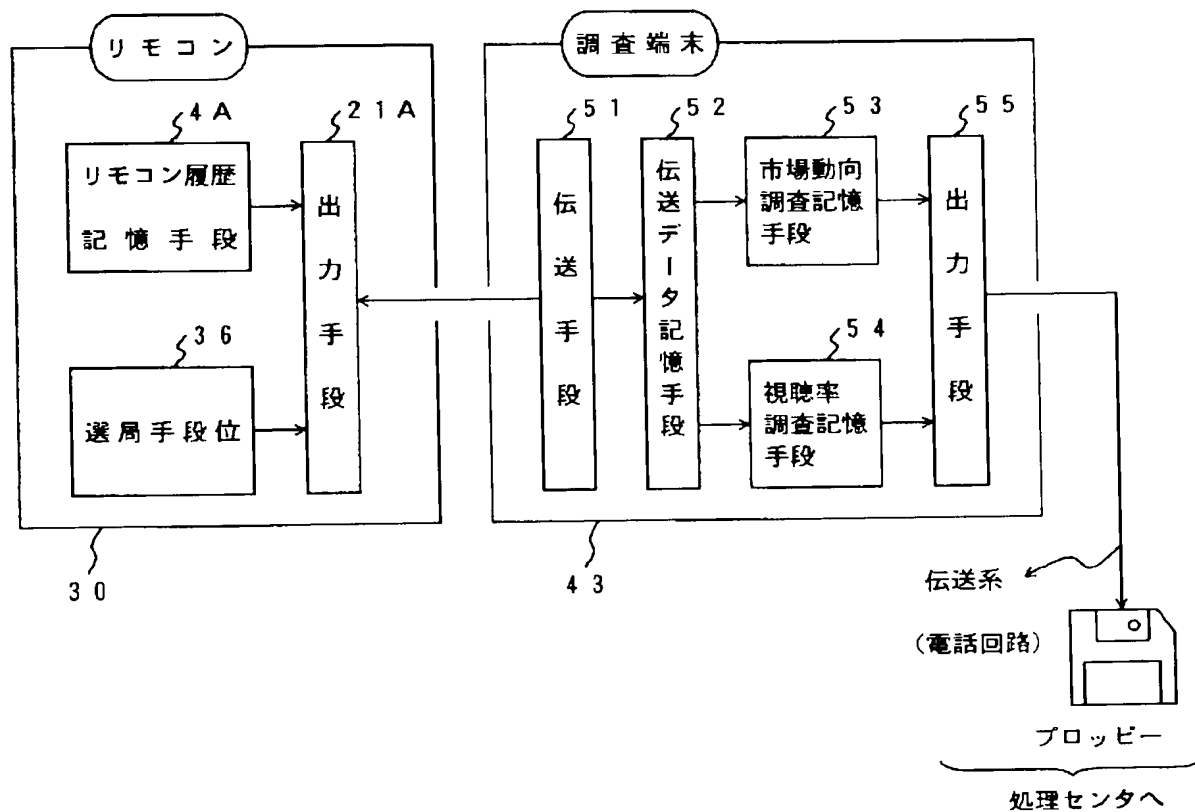 リモコン
調査端末
4A
21A
51
52
53
55
リモコン履歴
記憶手段
出力手段
伝送手段
伝送データ記憶手段
市場動向
調査記憶
手段
出力手段
36
選局手段位
54
視聴率
調査記憶
手段
30
43
伝送系
(電話回路)
プロッピー
処理センタへ